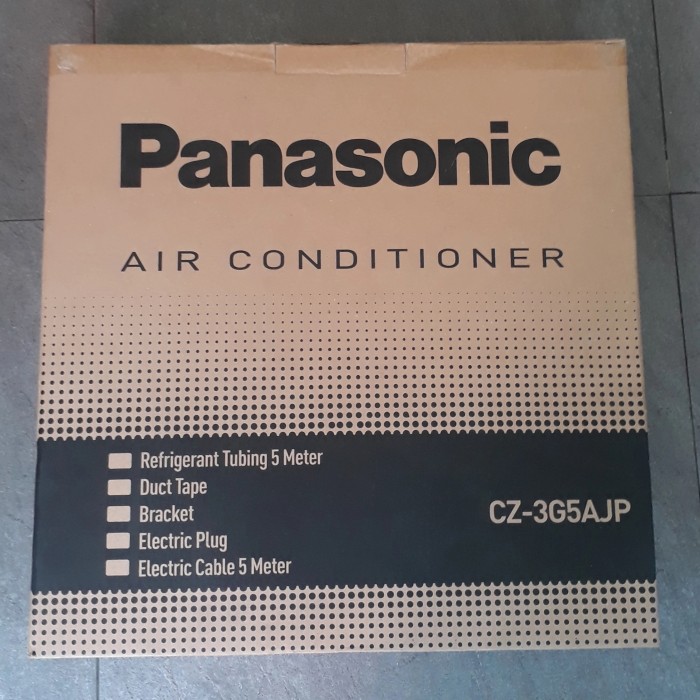 Panasonic
AIR CONDITIONER
Refrigerant Tubing 5 Meter
Duct Tape
Bracket
Electric Plug
Electric Cable 5 Meter
CZ-3G5AJP